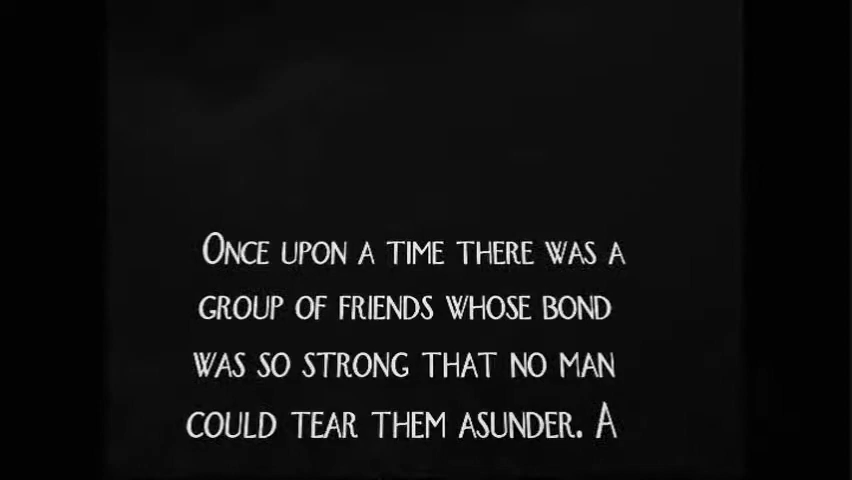 Once upon a time there was a
group of friends whose bond
was so strong that no man
could tear them asunder. A